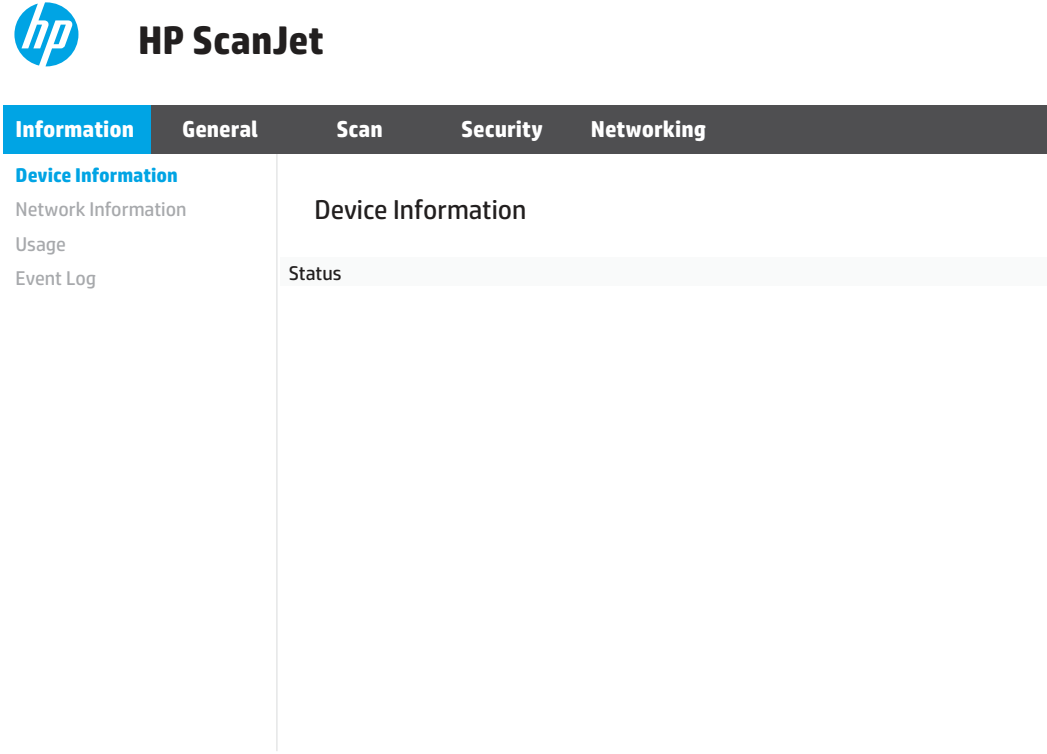 hp
HP ScanJet
Information General Scan Security Networking
Device Information
Network Information
Usage
Event Log
Device Information
Status